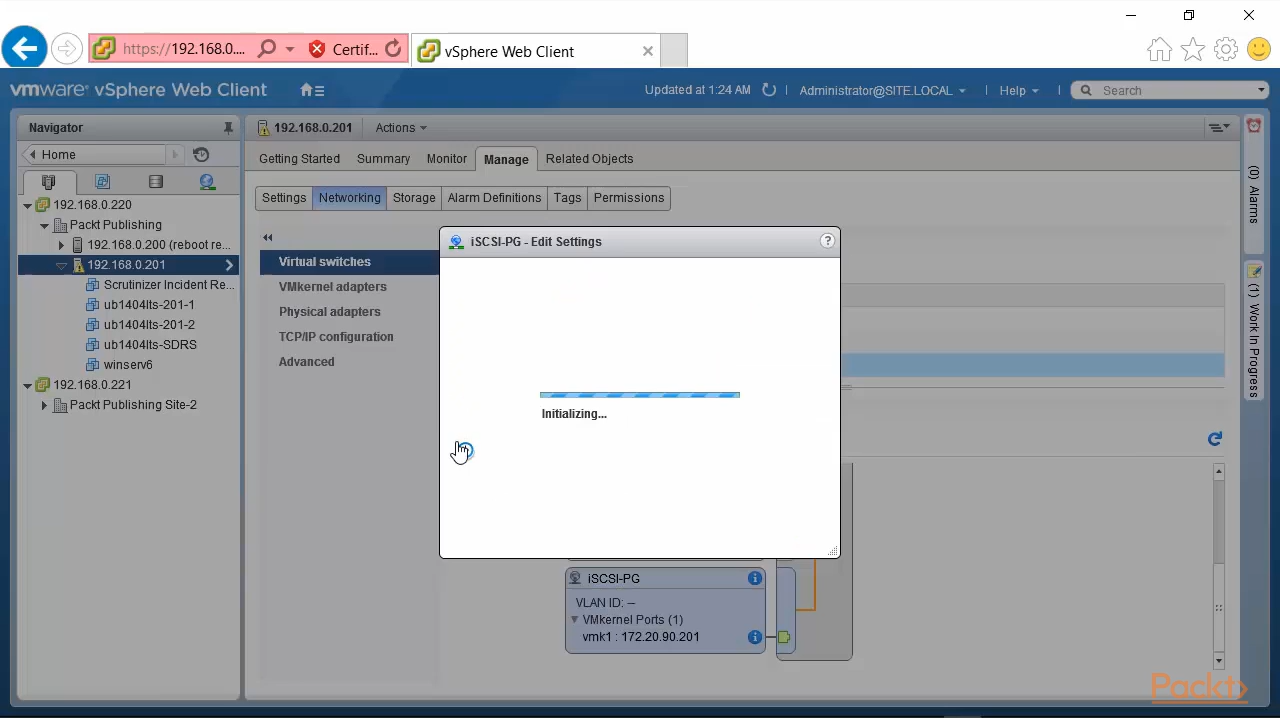 https://192.168.0.... Certif... vSphere Web Client
vmware® vSphere Web Client Updated at 1:24 AM Administrator@SITE.LOCAL Help Search
Navigator
Home
192.168.0.220
Packt Publishing
192.168.0.200 (reboot re...
192.168.0.201
Scrutinizer Incident Re...
ub1404lts-201-1
ub1404lts-201-2
ub1404lts-SDRS
winserv6
192.168.0.221
Packt Publishing Site-2
192.168.0.201 Actions
Getting Started Summary Monitor Manage Related Objects
Settings Networking Storage Alarm Definitions Tags Permissions
Virtual switches
VMkernel adapters
Physical adapters
TCP/IP configuration
Advanced
iSCSI-PG - Edit Settings
Initializing...
iSCSI-PG
VLAN ID: --
VMkernel Ports (1)
vmk1 : 172.20.90.201
(0) Alarms
(1) Work In Progress
Packt